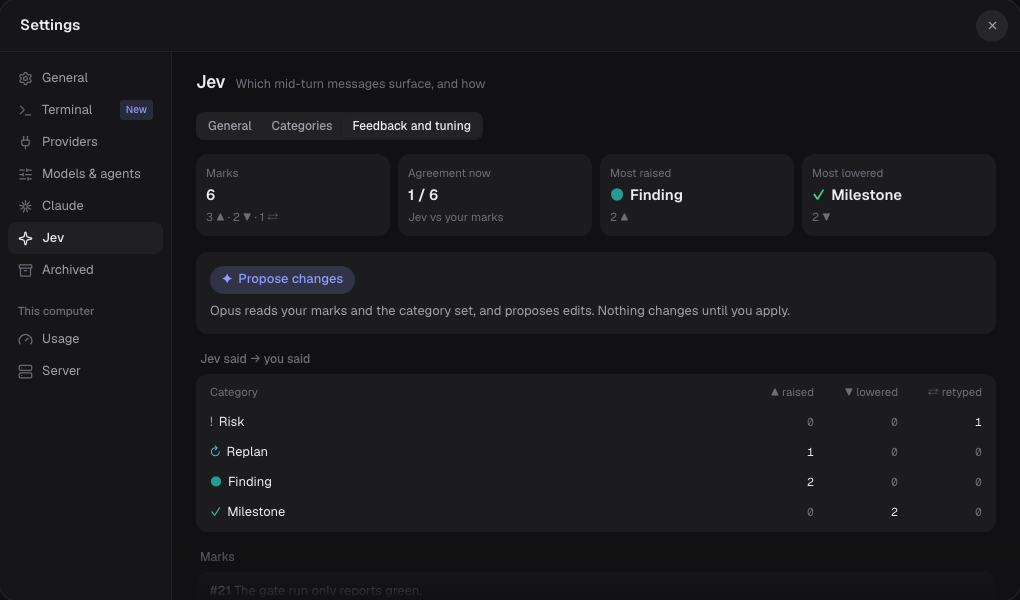 Settings
General
Terminal New
Providers
Models & agents
Claude
Jev
Archived
This computer
Usage
Server
Jev Which mid-turn messages surface, and how
General Categories Feedback and tuning
Marks
6
3 ▲ · 2 ▼ · 1 ⇄
Agreement now
1 / 6
Jev vs your marks
Most raised
Finding
2 ▲
Most lowered
✓ Milestone
2 ▼
✦ Propose changes
Opus reads your marks and the category set, and proposes edits. Nothing changes until you apply.
Jev said → you said
Category ▲ raised ▼ lowered ⇄ retyped
! Risk 0 0 1
Replan 1 0 0
Finding 2 0 0
✓ Milestone 0 2 0
Marks
#21 The gate run only reports green.